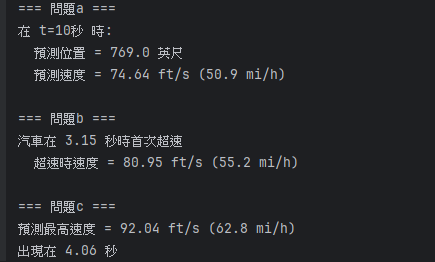 === 問題a ===
在 t=10秒 時:
預測位置 = 769.0 英尺
預測速度 = 74.64 ft/s (50.9 mi/h)
=== 問題b ===
汽車在 3.15 秒時首次超速
超速時速度 = 80.95 ft/s (55.2 mi/h)
=== 問題c ===
預測最高速度 = 92.04 ft/s (62.8 mi/h)
出現在 4.06 秒